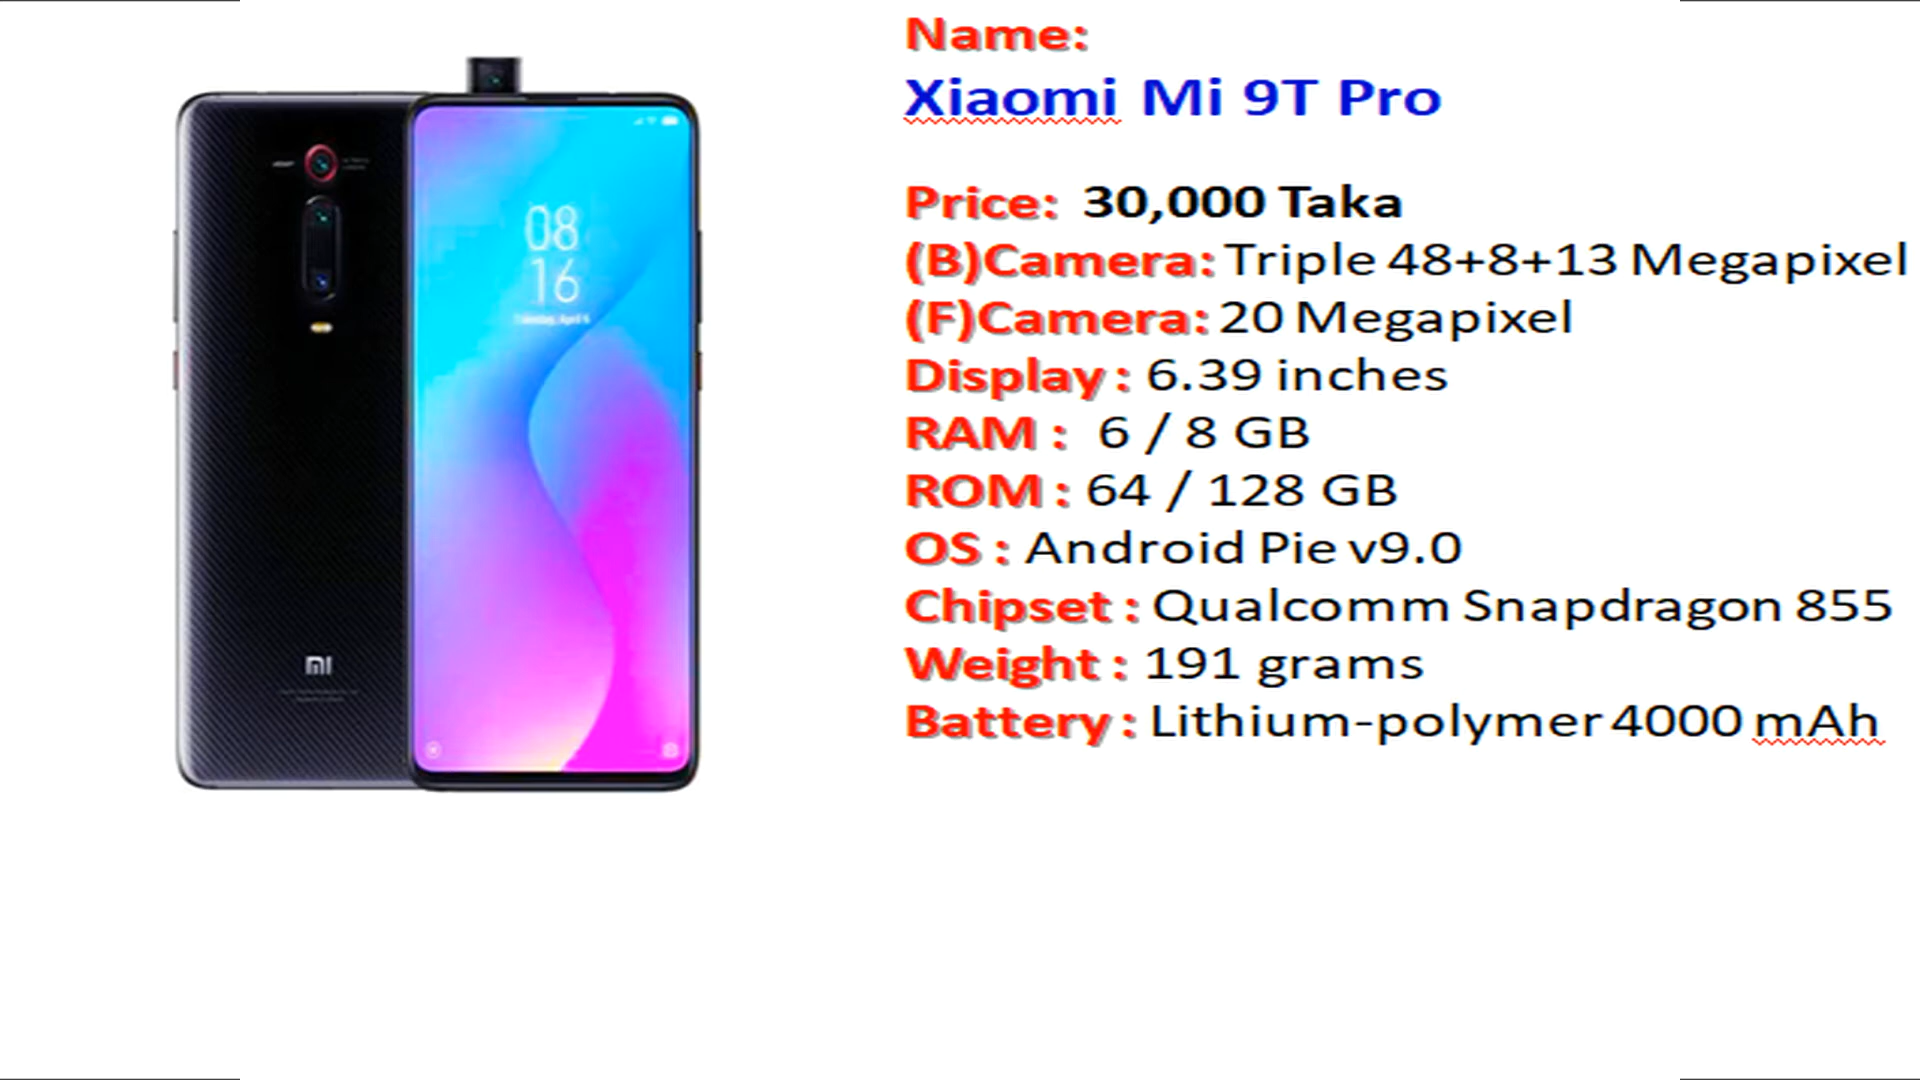 Name:
Xiaomi Mi 9T Pro
Price: 30,000 Taka
(B)Camera: Triple 48+8+13 Megapixel
(F)Camera: 20 Megapixel
Display : 6.39 inches
RAM : 6 / 8 GB
ROM : 64 / 128 GB
OS : Android Pie v9.0
Chipset : Qualcomm Snapdragon 855
Weight : 191 grams
Battery : Lithium-polymer 4000 mAh
08
16